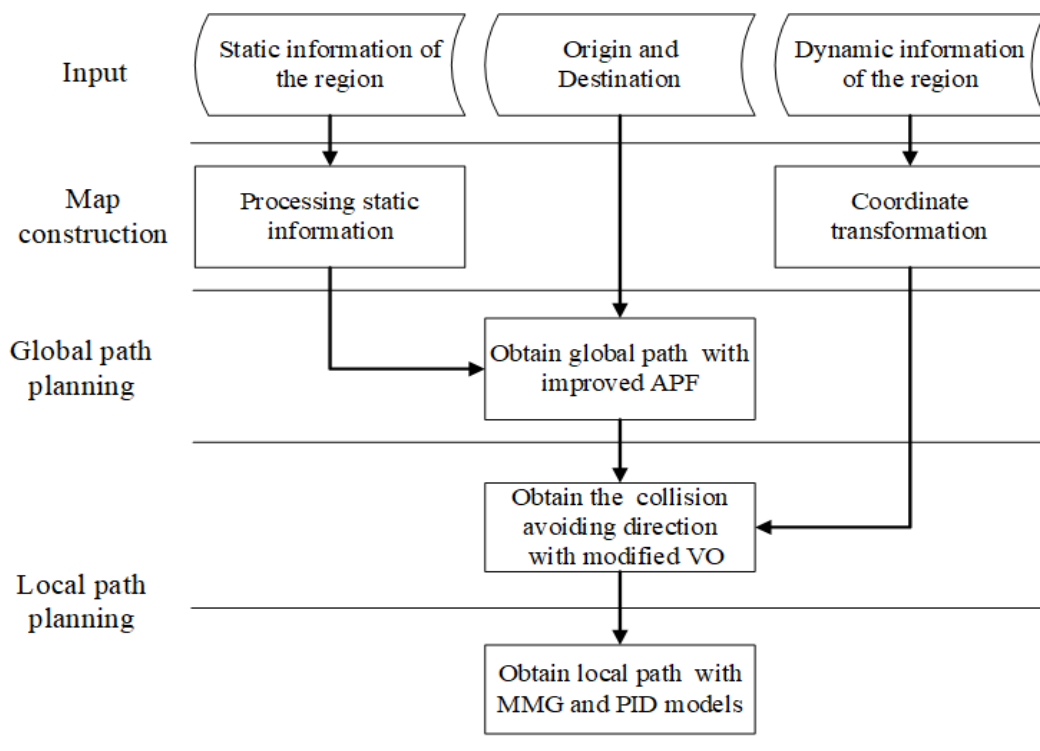 Input
Static information of
the region
Origin and
Destination
Dynamic information
of the region
Map
construction
Processing static
information
Coordinate
transformation
Global path
planning
Obtain global path with
improved APF
Local path
planning
Obtain the collision
avoiding direction
with modified VO
Obtain local path with
MMG and PID models